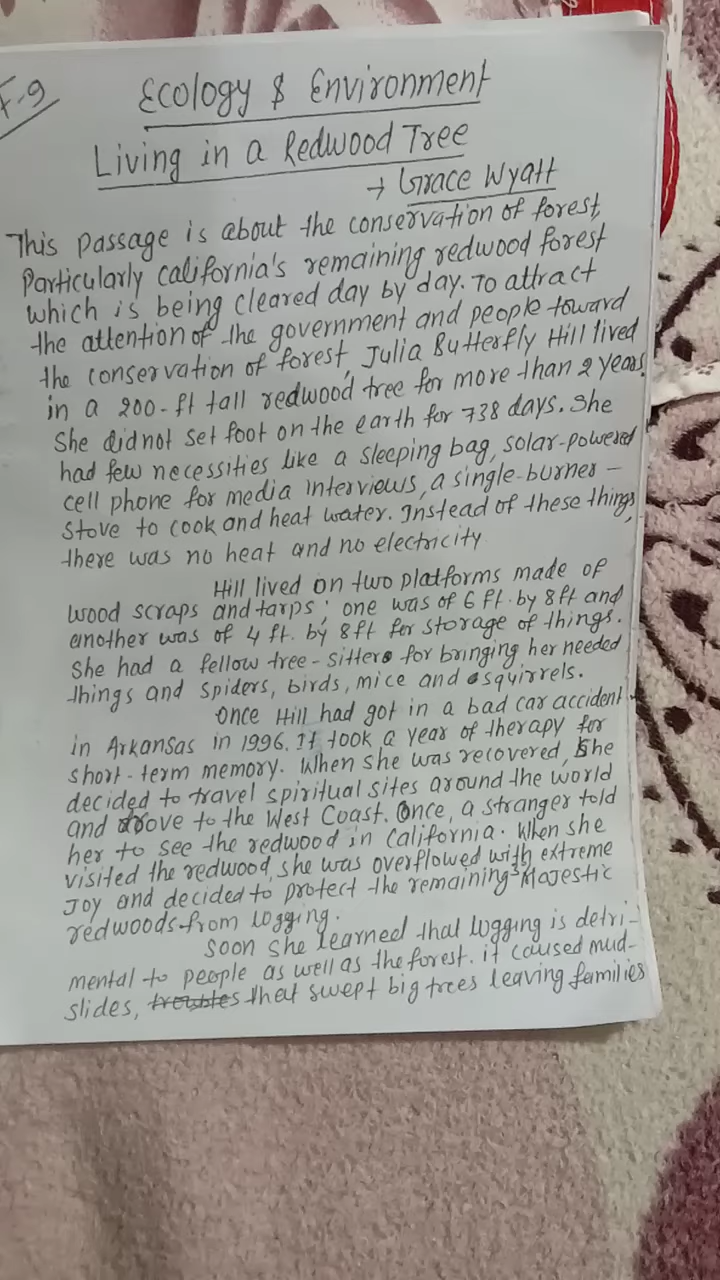 F-9
Ecology & Environment
Living in a Redwood Tree
→ Grace Wyatt
This passage is about the conservation of forest,
Particularly california's remaining redwood forest
which is being cleared day by day. To attract
the attention of the government and people toward
the conservation of forest, Julia Butterfly Hill lived
in a 200-ft tall redwood tree for more than 2 years.
She did not set foot on the earth for 738 days. She
had few necessities like a sleeping bag, solar-powered
cell phone for media interviews, a single-burner-
stove to cook and heat water. Instead of these things,
there was no heat and no electricity
Hill lived on two platforms made of
wood scraps and tarps; one was of 6 ft. by 8ft and
another was of 4 ft. by 8ft for storage of things.
She had a fellow tree-sitters for bringing her needed
things and spiders, birds, mice and squirrels.
Once Hill had got in a bad car accident
in Arkansas in 1996. It took a year of therapy for
short-term memory. When she was recovered, she
decided to travel spiritual sites around the world
and drove to the West Coast. Once, a stranger told
her to see the redwood in California. When she
visited the redwood, she was overflowed with extreme
Joy and decided to protect the remaining Majestic
redwoods from logging.
Soon she learned that logging is detri-
mental to people as well as the forest. it caused mud-
slides, that swept big trees leaving families